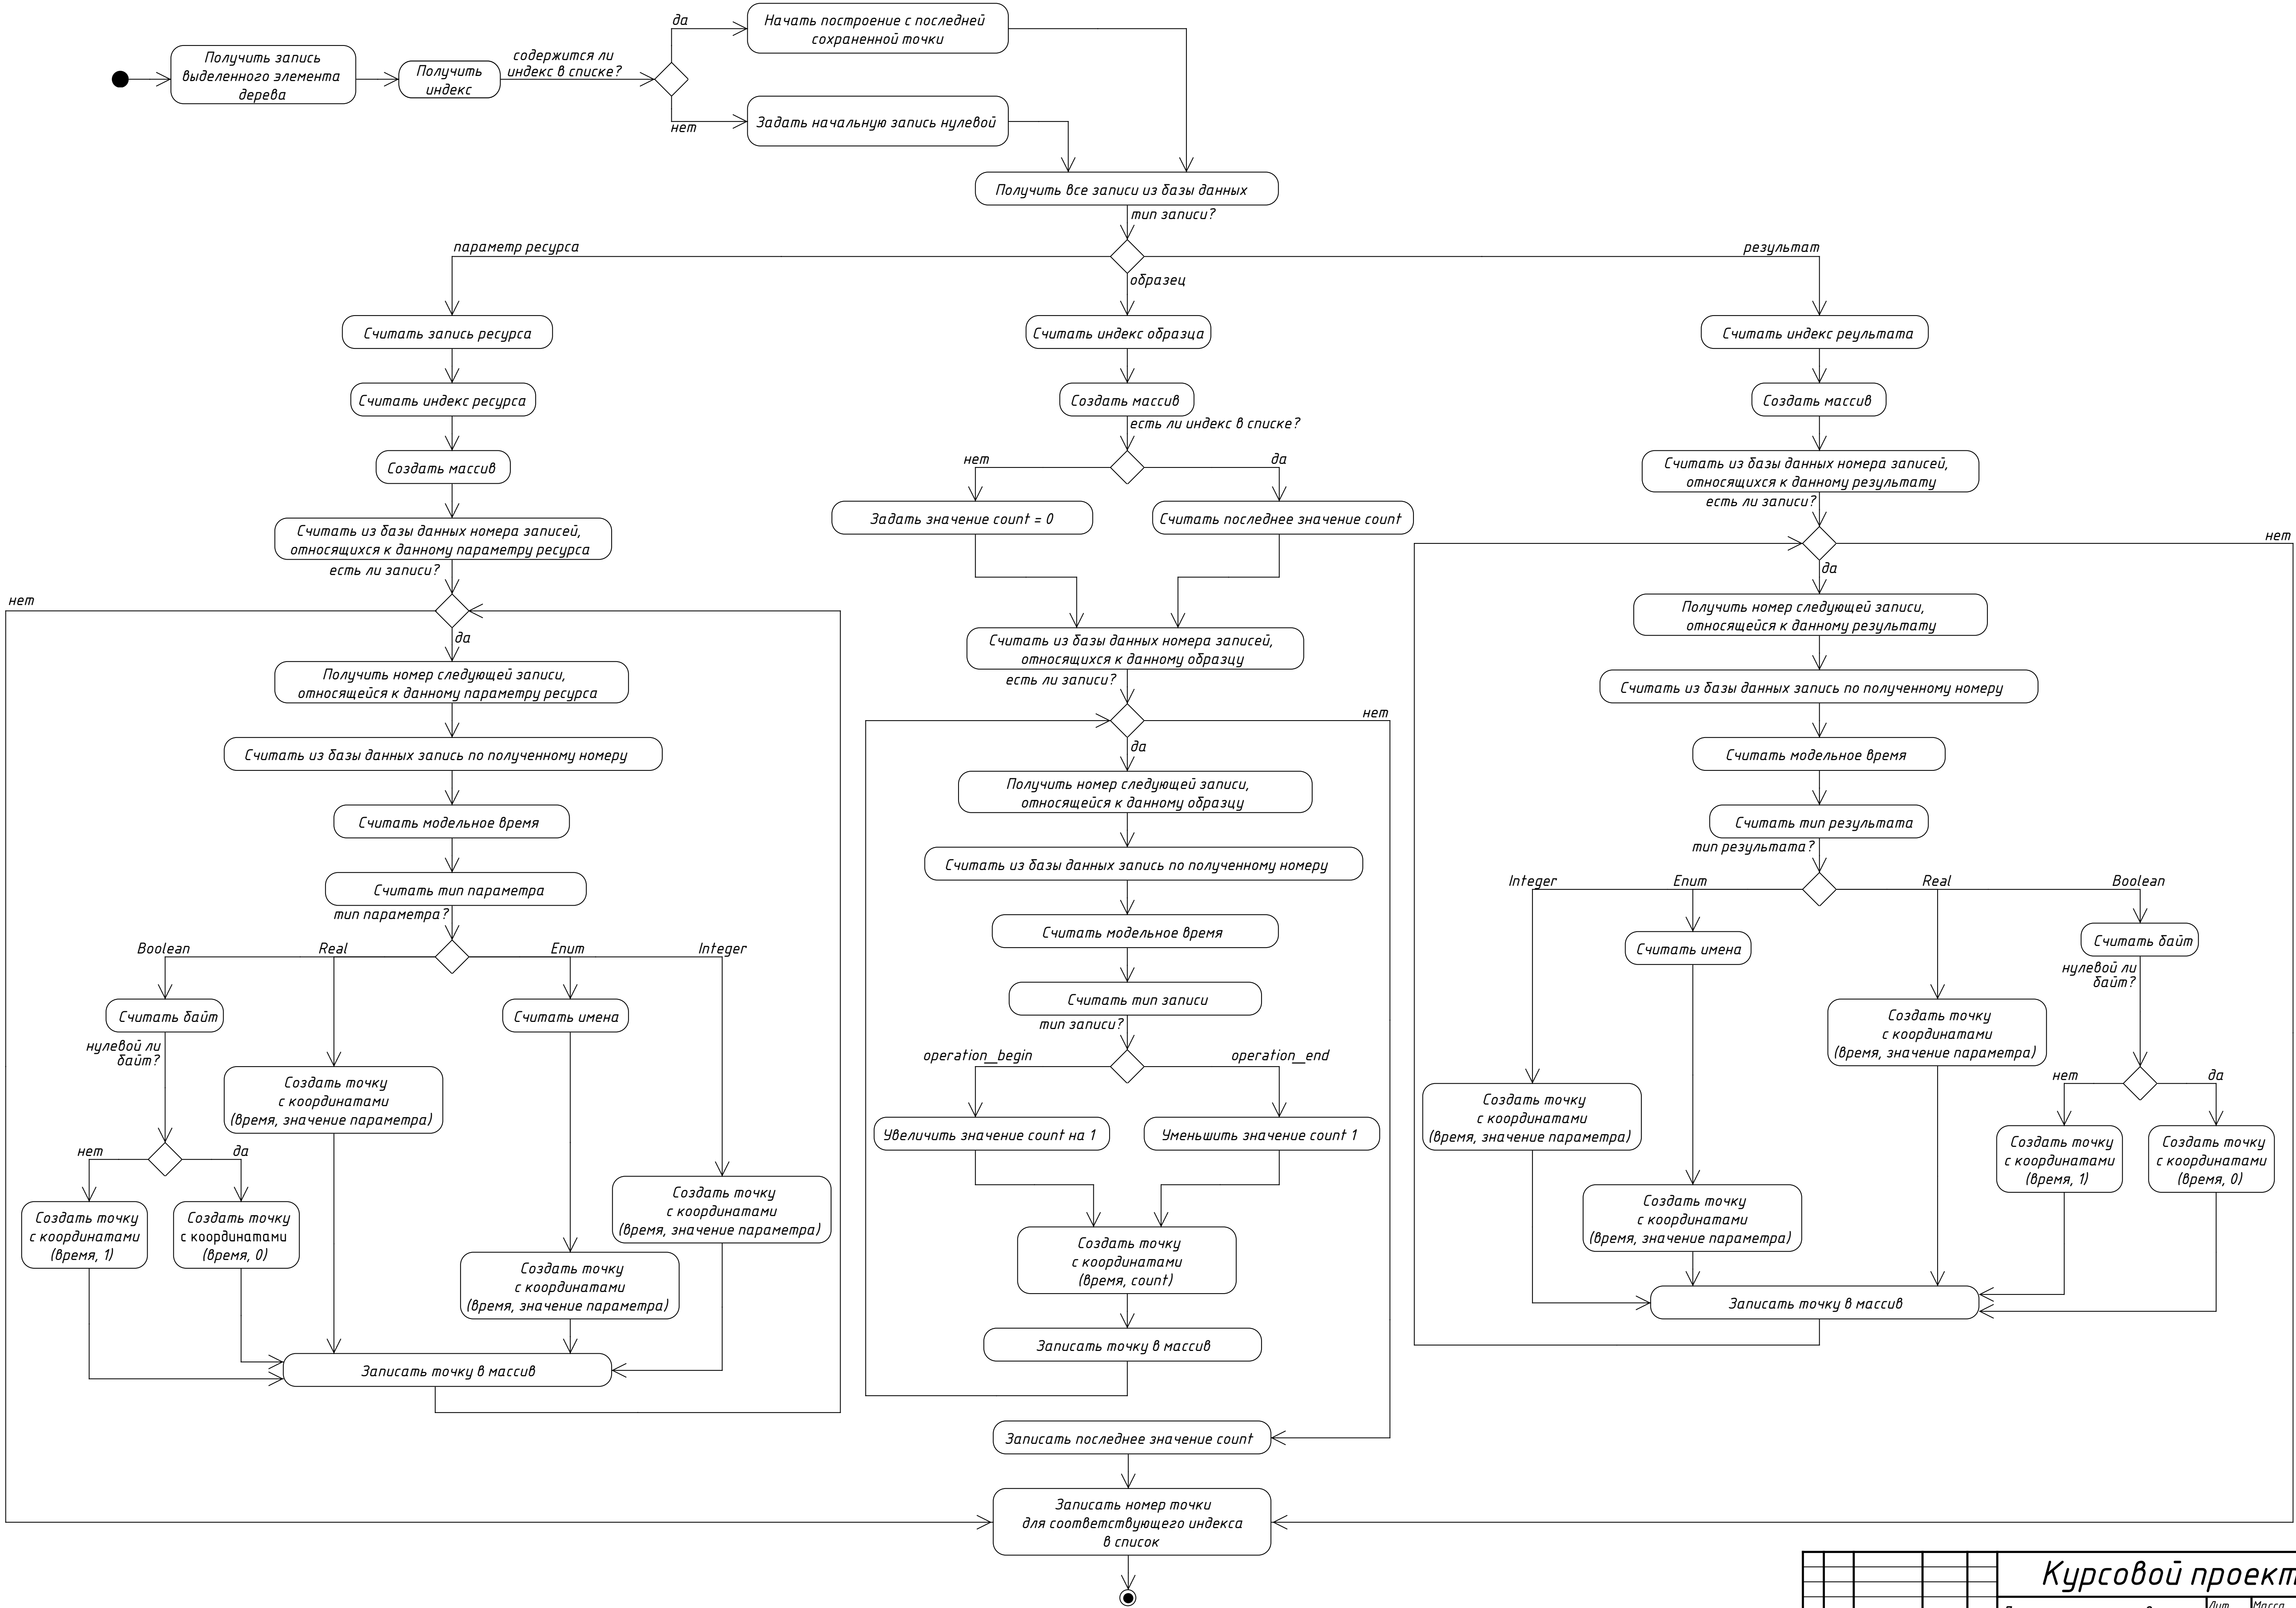 да
Начать построение с последней
сохраненной точки
Получить запись
выделенного элемента
дерева
Получить
индекс
содержится ли
индекс в списке?
нет
Задать начальную запись нулевой
Получить все записи из базы данных
тип записи?
параметр ресурса
образец
результат
Считать запись ресурса
Считать индекс ресурса
Создать массив
Считать из базы данных номера записей,
относящихся к данному параметру ресурса
есть ли записи?
нет
да
Получить номер следующей записи,
относящейся к данному параметру ресурса
Считать из базы данных запись по полученному номеру
Считать модельное время
Считать тип параметра
тип параметра?
Boolean
Real
Enum
Integer
Считать байт
нулевой ли
байт?
нет
да
Создать точку
с координатами
(время, 1)
Создать точку
с координатами
(время, 0)
Создать точку
с координатами
(время, значение параметра)
Считать имена
Создать точку
с координатами
(время, значение параметра)
Создать точку
с координатами
(время, значение параметра)
Записать точку в массив
Считать индекс образца
Создать массив
есть ли индекс в списке?
нет
да
Задать значение count = 0
Считать последнее значение count
Считать из базы данных номера записей,
относящихся к данному образцу
есть ли записи?
нет
да
Получить номер следующей записи,
относящейся к данному образцу
Считать из базы данных запись по полученному номеру
Считать модельное время
Считать тип записи
тип записи?
operation_begin
operation_end
Увеличить значение count на 1
Уменьшить значение count 1
Создать точку
с координатами
(время, count)
Записать точку в массив
Записать последнее значение count
Записать номер точки
для соответствующего индекса
в список
Считать индекс реультата
Создать массив
Считать из базы данных номера записей,
относящихся к данному результату
есть ли записи?
нет
да
Получить номер следующей записи,
относящейся к данному результату
Считать из базы данных запись по полученному номеру
Считать модельное время
Считать тип результата
тип результата?
Integer
Enum
Real
Boolean
Считать имена
Считать байт
нулевой ли
байт?
Создать точку
с координатами
(время, значение параметра)
нет
да
Создать точку
с координатами
(время, значение параметра)
Создать точку
с координатами
(время, 1)
Создать точку
с координатами
(время, 0)
Создать точку
с координатами
(время, значение параметра)
Записать точку в массив
Курсовой проект
Лит Масса